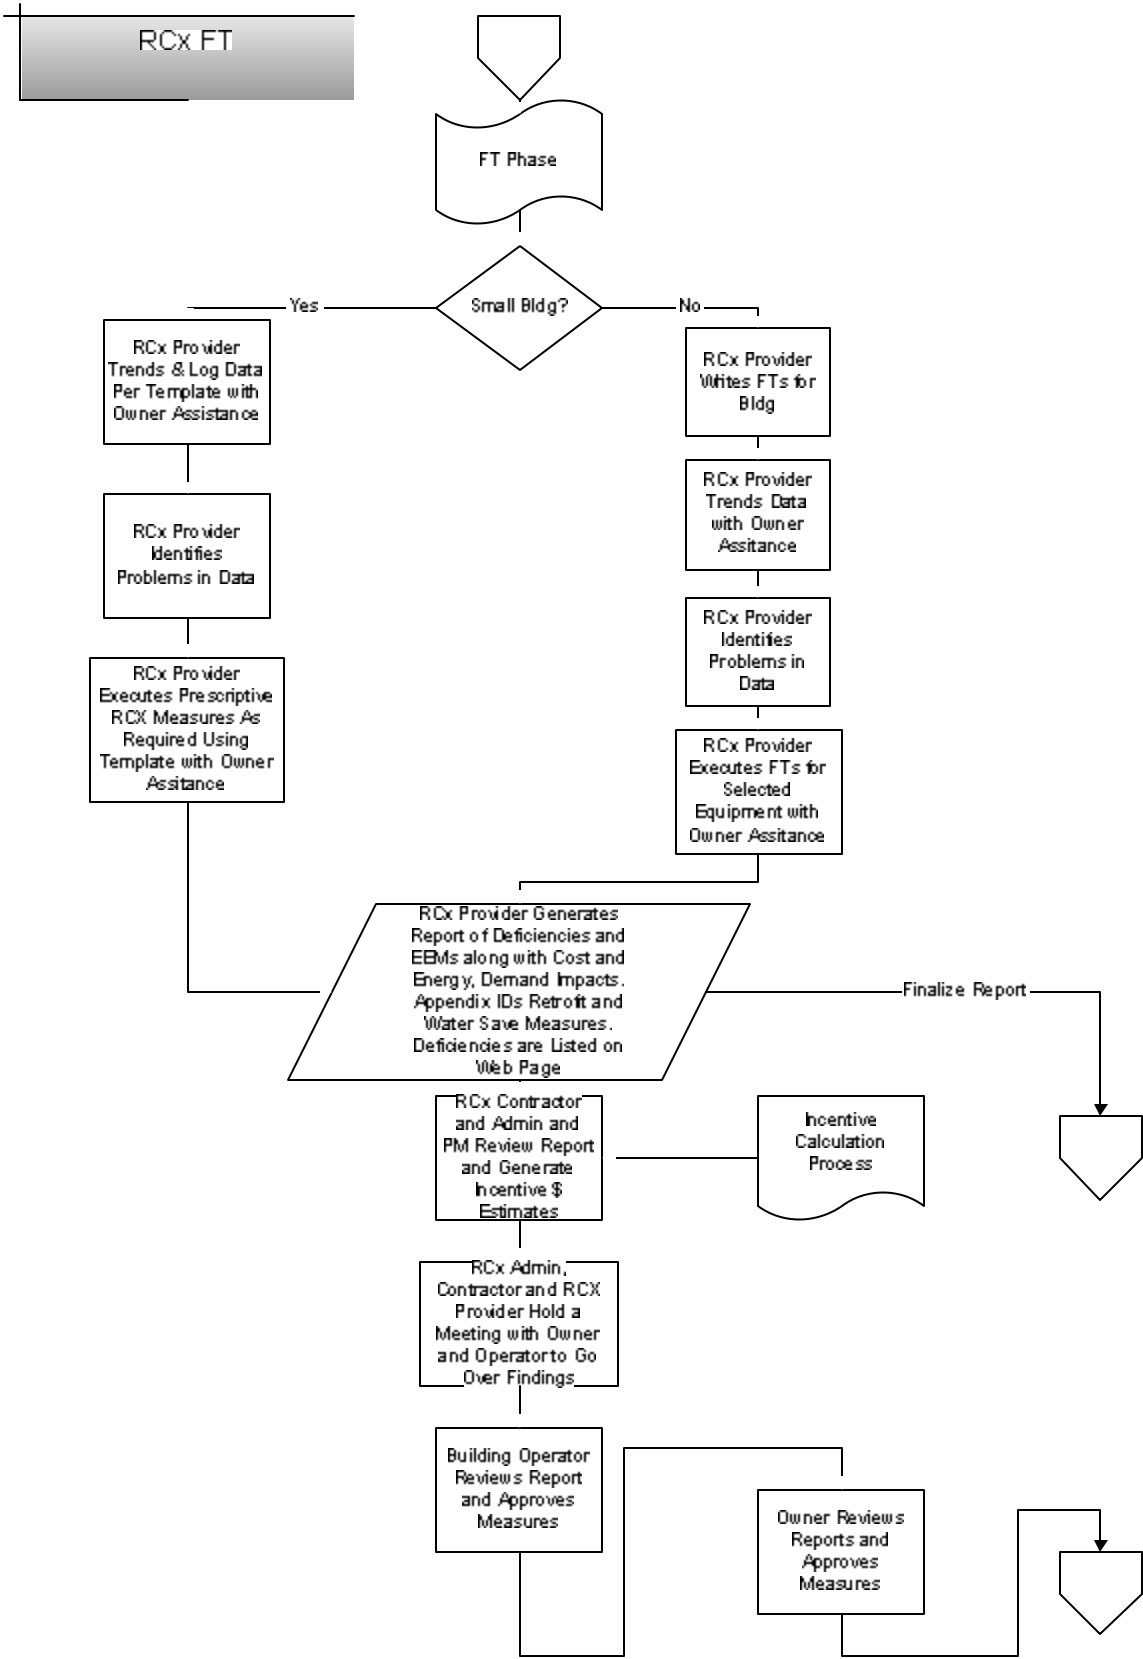 RCx FT
FT Phase
Small Bldg?
Yes
No
RCx Provider
Trends & Log Data
Per Template with
Owner Assistance
RCx Provider
Identifies
Problems in Data
RCx Provider
Executes Prescriptive
RCX Measures As
Required Using
Template with Owner
Assitance
RCx Provider
Writes FTs for
Bldg
RCx Provider
Trends Data
with Owner
Assitance
RCx Provider
Identifies
Problems in
Data
RCx Provider
Executes FTs for
Selected
Equipment with
Owner Assitance
RCx Provider Generates
Report of Deficiencies and
EEMs along with Cost and
Energy, Demand Impacts.
Appendix IDs Retrofit and
Water Save Measures.
Deficiencies are Listed on
Web Page
Finalize Report
RCx Contractor
and Admin and
PM Review Report
and Generate
Incentive $
Estimates
Incentive
Calculation
Process
RCx Admin,
Contractor and RCX
Provider Hold a
Meeting with Owner
and Operator to Go
Over Findings
Building Operator
Reviews Report
and Approves
Measures
Owner Reviews
Reports and
Approves
Measures